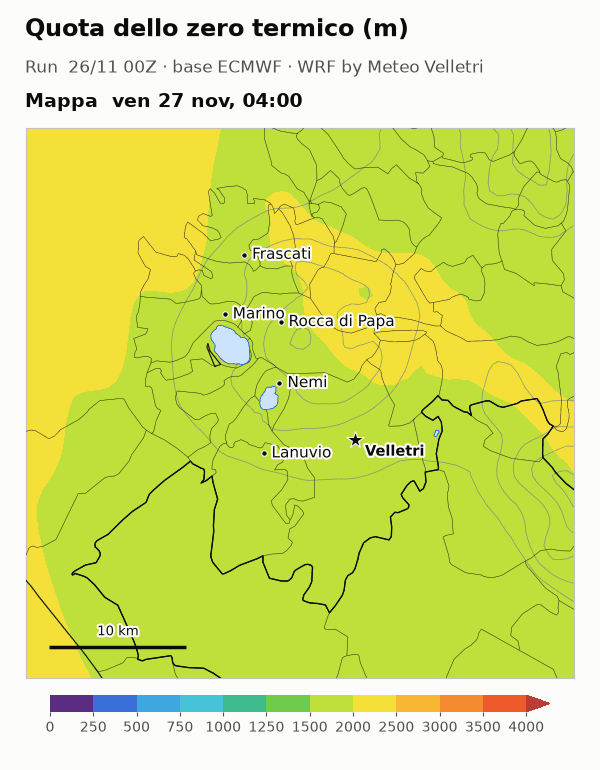 Quota dello zero termico (m)
Run  26/11 00Z · base ECMWF · WRF by Meteo Velletri
Mappa  ven 27 nov, 04:00
Frascati
Marino
Rocca di Papa
Nemi
Velletri
Lanuvio
10 km
0 250 500 750 1000 1250 1500 2000 2500 3000 3500 4000